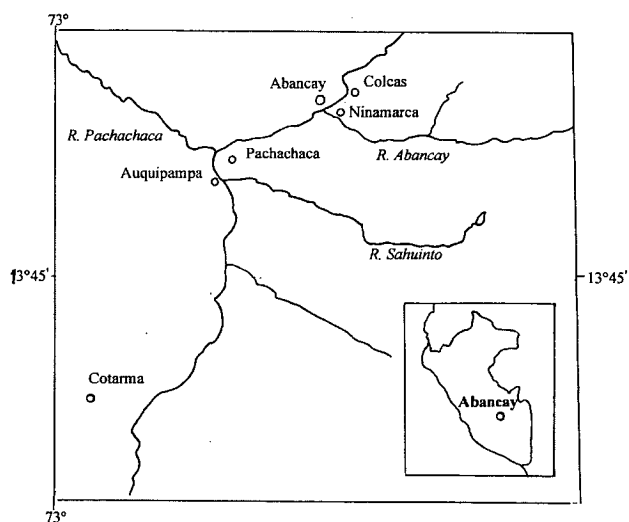 73°
Abancay
Colcas
Ninamarca
R. Pachachaca
R. Abancay
Pachachaca
Auquipampa
R. Sahuinto
13°45'
13°45'
Cotarma
Abancay
73°